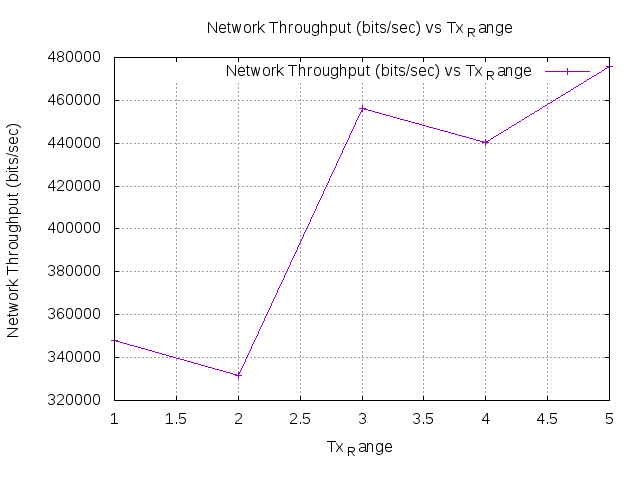 Network Throughput (bits/sec) vs Tx_Range
480000
Network Throughput (bits/sec) vs Tx_Range
460000
440000
420000
400000
380000
360000
340000
320000
Network Throughput (bits/sec)
1 1.5 2 2.5 3 3.5 4 4.5 5
Tx_Range